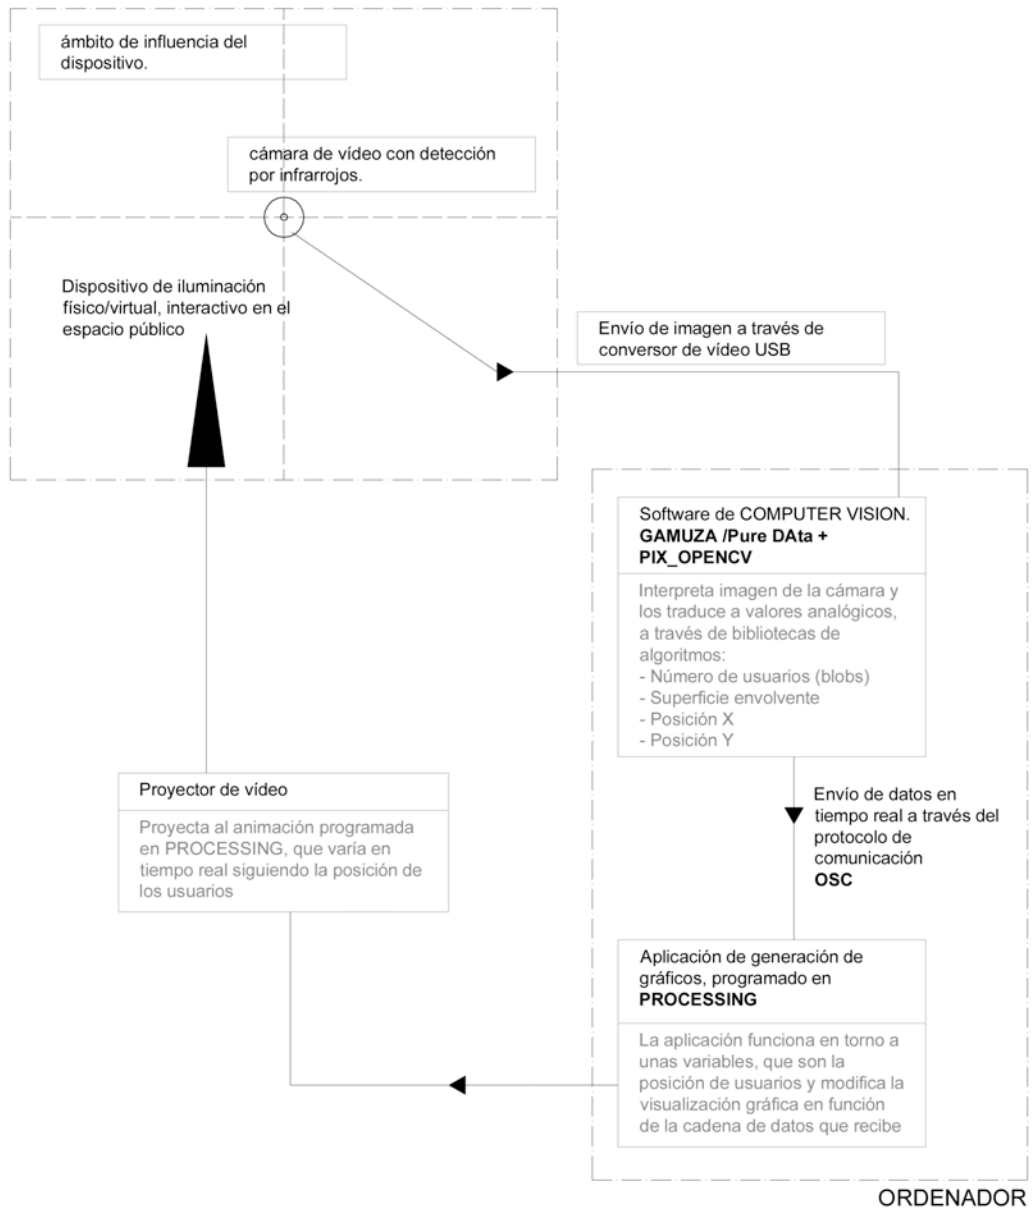 ámbito de influencia del
dispositivo.
cámara de vídeo con detección
por infrarrojos.
Dispositivo de iluminación
físico/virtual, interactivo en el
espacio público
Envío de imagen a través de
conversor de vídeo USB
Software de COMPUTER VISION.
GAMUZA /Pure DAta +
PIX_OPENCV
Interpreta imagen de la cámara y
los traduce a valores analógicos,
a través de bibliotecas de
algoritmos:
- Número de usuarios (blobs)
- Superficie envolvente
- Posición X
- Posición Y
Envío de datos en
tiempo real a través del
protocolo de
comunicación
OSC
Aplicación de generación de
gráficos, programado en
PROCESSING
La aplicación funciona en torno a
unas variables, que son la
posición de usuarios y modifica la
visualización gráfica en función
de la cadena de datos que recibe
Proyector de vídeo
Proyecta al animación programada
en PROCESSING, que varía en
tiempo real siguiendo la posición de
los usuarios
ORDENADOR